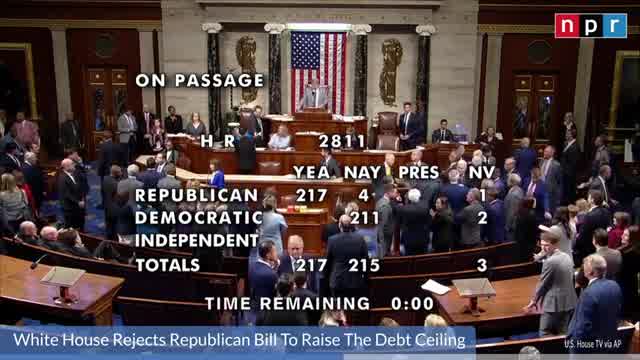 npr
ON PASSAGE
H R 2811
YEA NAY PRES NV
REPUBLICAN 217 4 1
DEMOCRATIC 211 2
INDEPENDENT
TOTALS 217 215 3
TIME REMAINING 0:00
White House Rejects Republican Bill To Raise The Debt Ceiling
U.S. House TV via AP